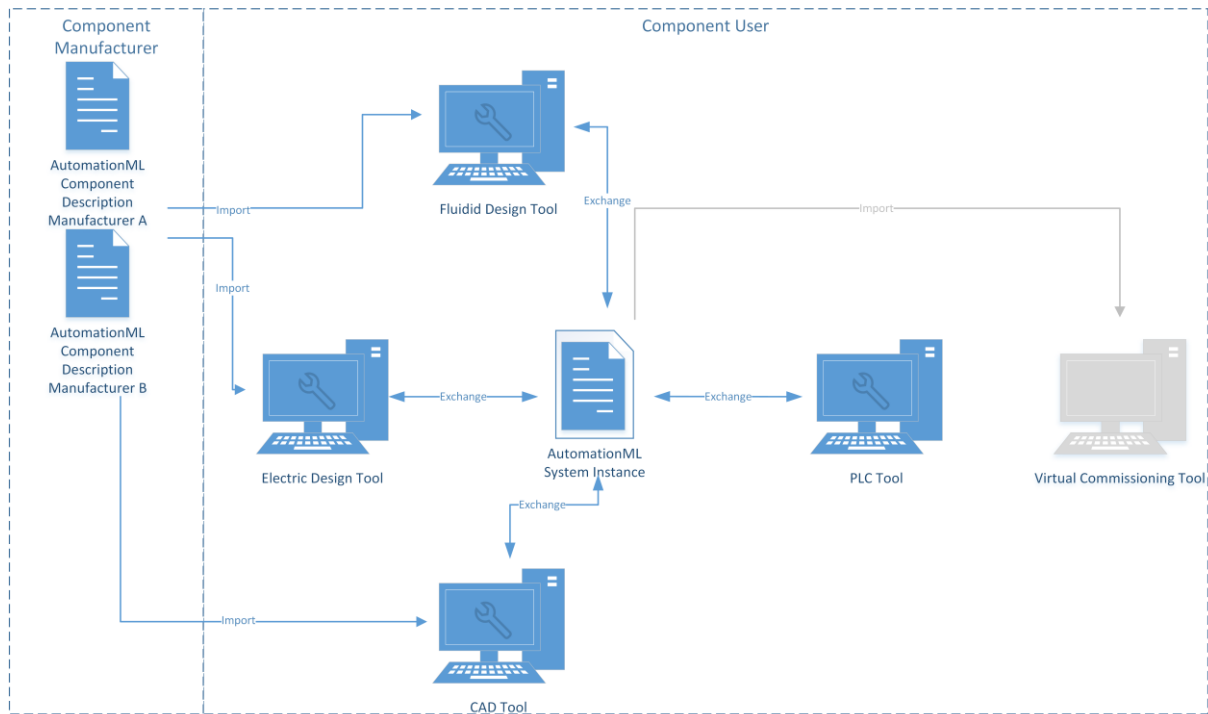 Component
Manufacturer
Component User
AutomationML
Component
Description
Manufacturer A
Import
Fluidid Design Tool
Exchange
Import
Import
AutomationML
Component
Description
Manufacturer B
Exchange
Exchange
AutomationML
System Instance
Electric Design Tool
PLC Tool
Virtual Commissioning Tool
Exchange
Import
CAD Tool